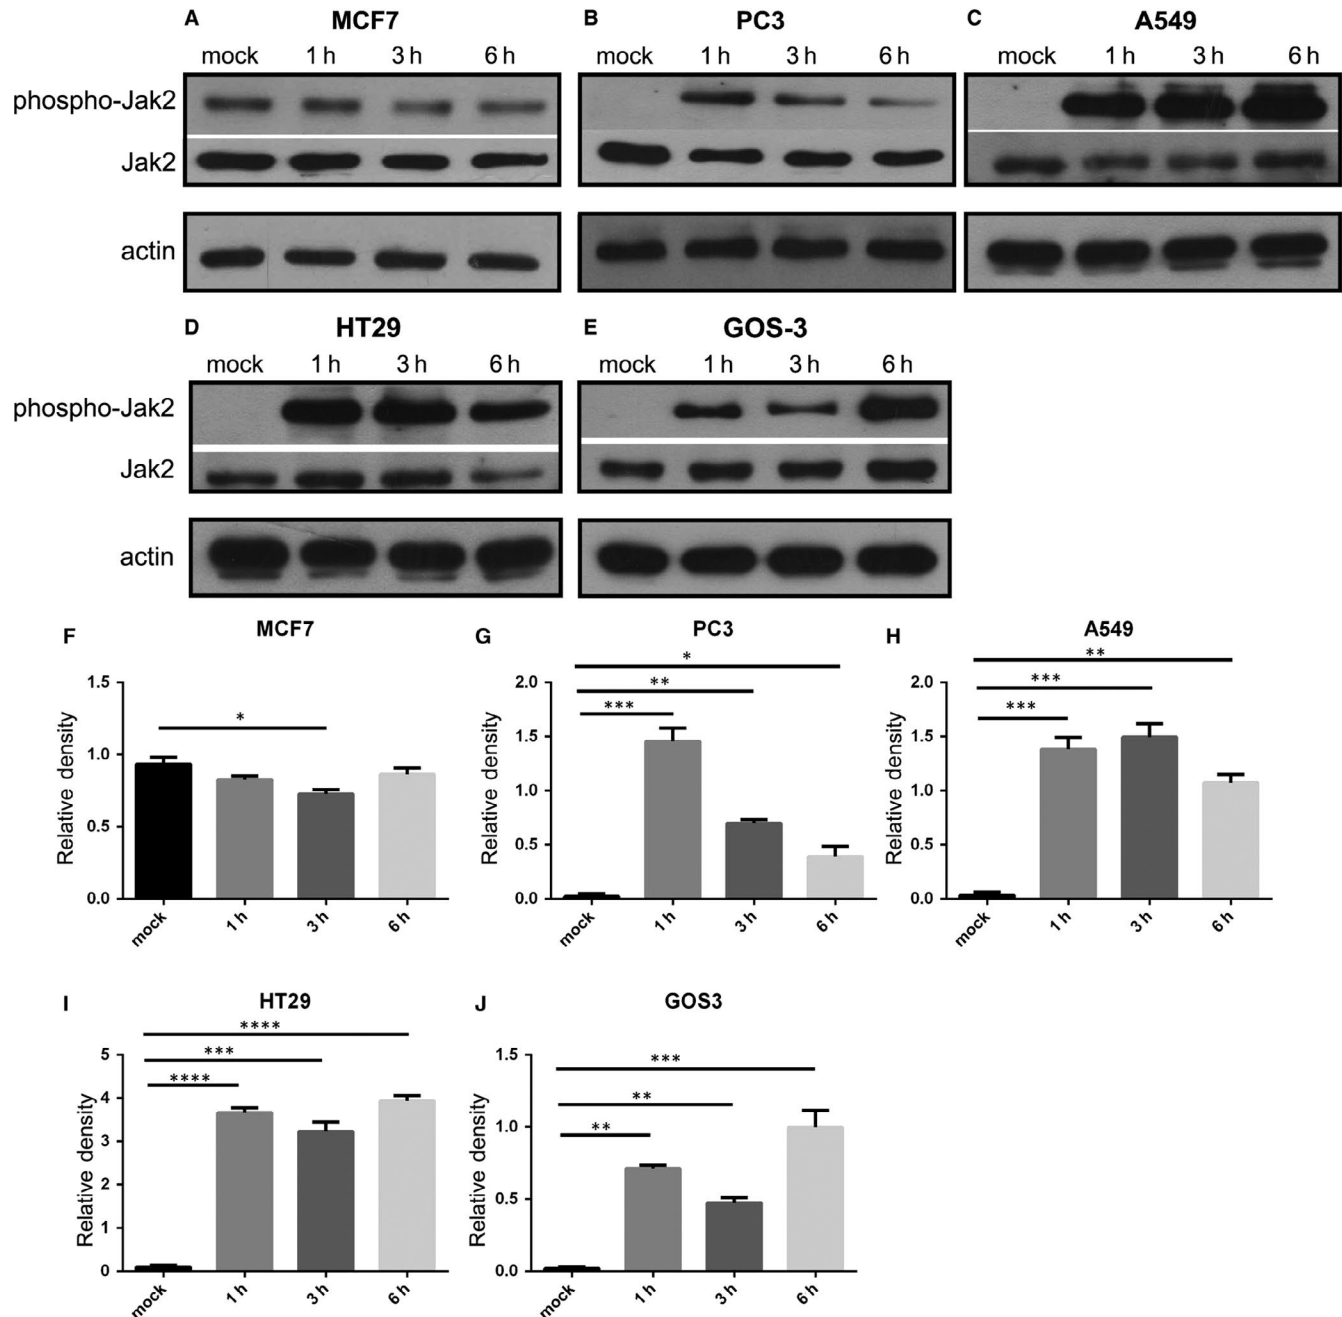 A MCF7 B PC3 C A549
mock 1 h 3 h 6 h mock 1 h 3 h 6 h mock 1 h 3 h 6 h
phospho-Jak2
Jak2
actin
D HT29 E GOS-3
mock 1 h 3 h 6 h mock 1 h 3 h 6 h
phospho-Jak2
Jak2
actin
F MCF7
1.5
1.0
0.5
0.0
Relative density
*
mock 1 h 3 h 6 h
G PC3
2.0
1.5
1.0
0.5
0.0
Relative density
*
**
***
mock 1 h 3 h 6 h
H A549
2.0
1.5
1.0
0.5
0.0
Relative density
**
***
***
mock 1 h 3 h 6 h
I HT29
5
4
3
2
1
0
Relative density
****
***
****
mock 1 h 3 h 6 h
J GOS3
1.5
1.0
0.5
0.0
Relative density
***
**
**
mock 1 h 3 h 6 h